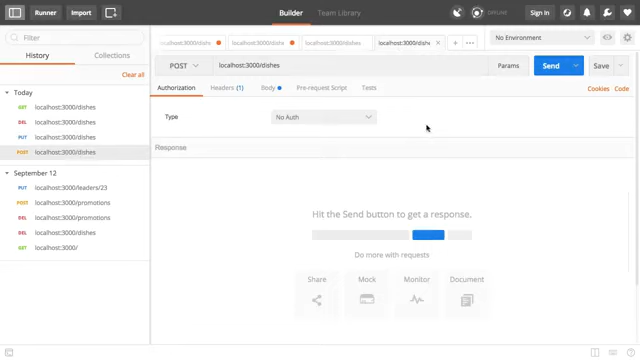 Runner
Import
Builder
Team Library
OFFLINE
Sign In
Filter
localhost:3000/dishe
localhost:3000/dishes
localhost:3000/dishes
No Environment
History
Collections
POST
localhost:3000/dishes
Params
Send
Save
Clear all
Authorization
Headers (1)
Body
Pre-request Script
Tests
Cookies
Code
Today
GET localhost:3000/dishes
DEL localhost:3000/dishes
PUT localhost:3000/dishes
POST localhost:3000/dishes
Type
No Auth
Response
September 12
PUT localhost:3000/leaders/23
POST localhost:3000/promotions
DEL localhost:3000/promotions
DEL localhost:3000/dishes
GET localhost:3000/
Hit the Send button to get a response.
Do more with requests
Share
Mock
Monitor
Document